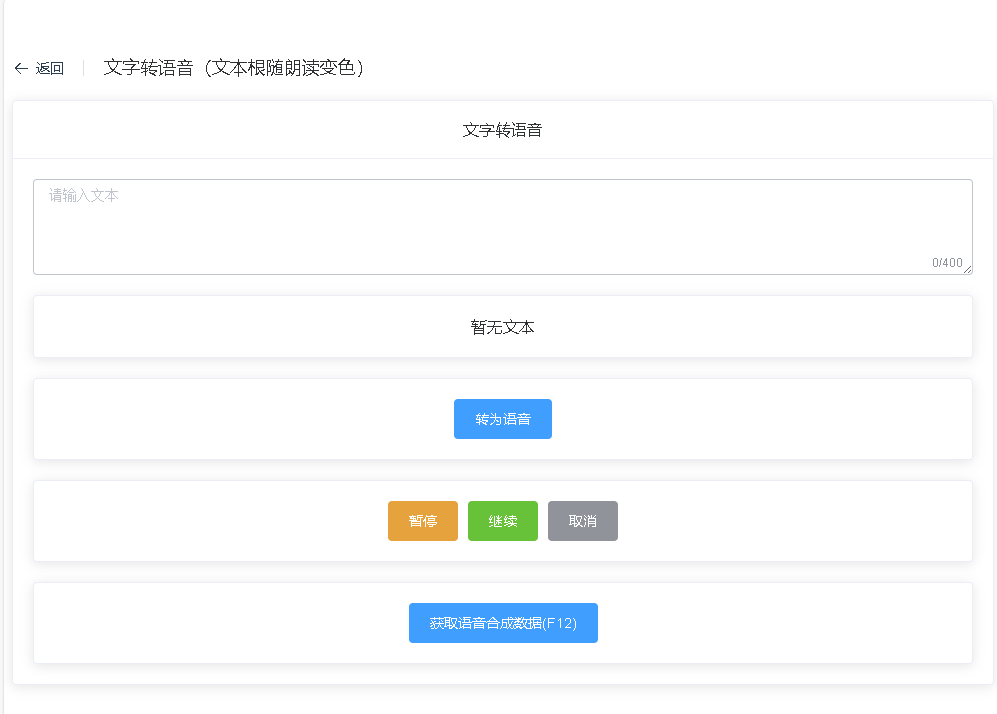 返回 文字转语音（文本根随朗读变色）
文字转语音
请输入文本
0/400
暂无文本
转为语音
暂停 继续 取消
获取语音合成数据(F12)